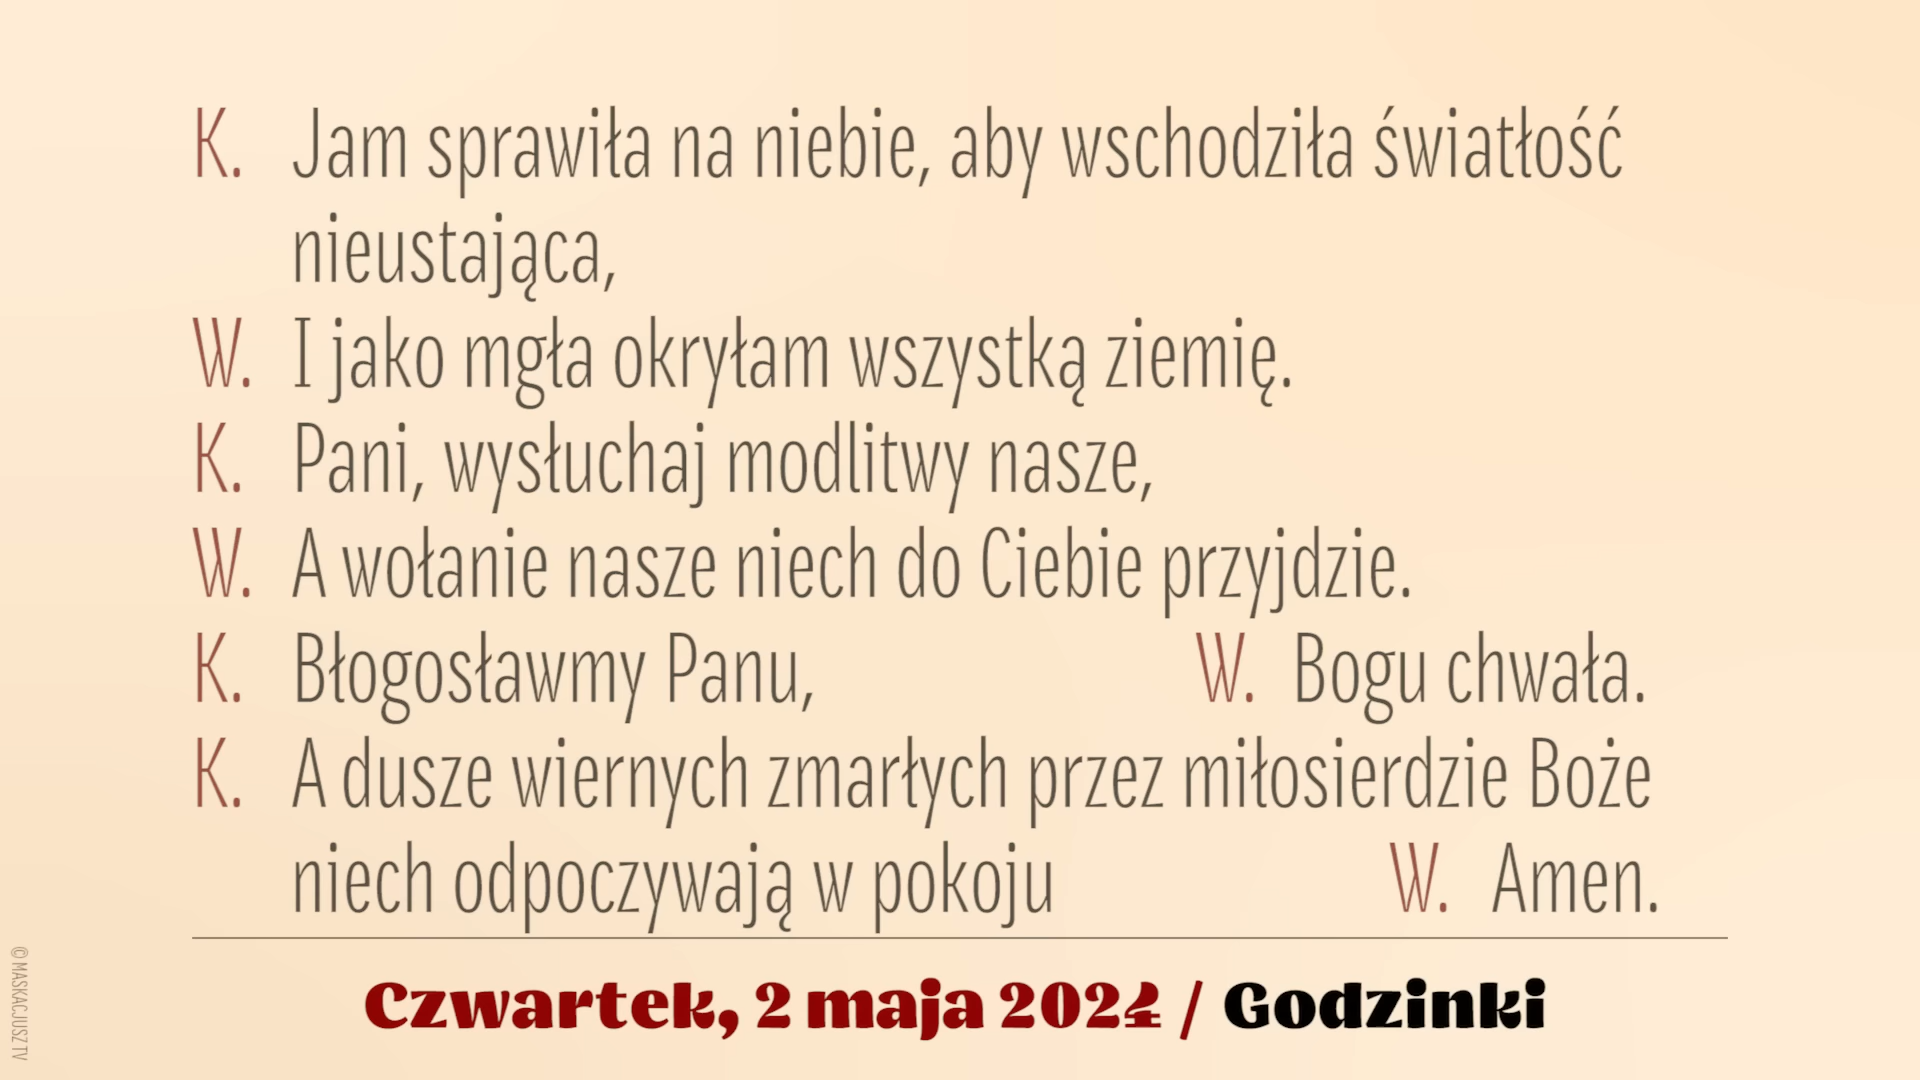 K. Jam sprawiła na niebie, aby wschodziła światłość
nieustająca,
W. I jako mgła okryłam wszystką ziemię.
K. Pani, wysłuchaj modlitwy nasze,
W. A wołanie nasze niech do Ciebie przyjdzie.
K. Błogosławmy Panu, W. Bogu chwała.
K. A dusze wiernych zmarłych przez miłosierdzie Boże
niech odpoczywają w pokoju W. Amen.
Czwartek, 2 maja 2024 / Godzinki
© MASKACJUSZ TV